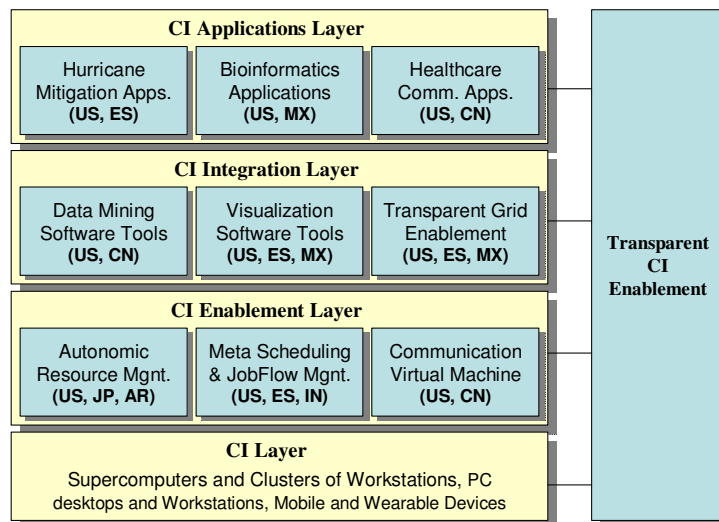 CI Applications Layer
Hurricane
Mitigation Apps.
(US, ES)
Bioinformatics
Applications
(US, MX)
Healthcare
Comm. Apps.
(US, CN)
CI Integration Layer
Data Mining
Software Tools
(US, CN)
Visualization
Software Tools
(US, ES, MX)
Transparent Grid
Enablement
(US, ES, MX)
CI Enablement Layer
Autonomic
Resource Mgnt.
(US, JP, AR)
Meta Scheduling
& JobFlow Mgnt.
(US, ES, IN)
Communication
Virtual Machine
(US, CN)
CI Layer
Supercomputers and Clusters of Workstations, PC
desktops and Workstations, Mobile and Wearable Devices
Transparent
CI
Enablement